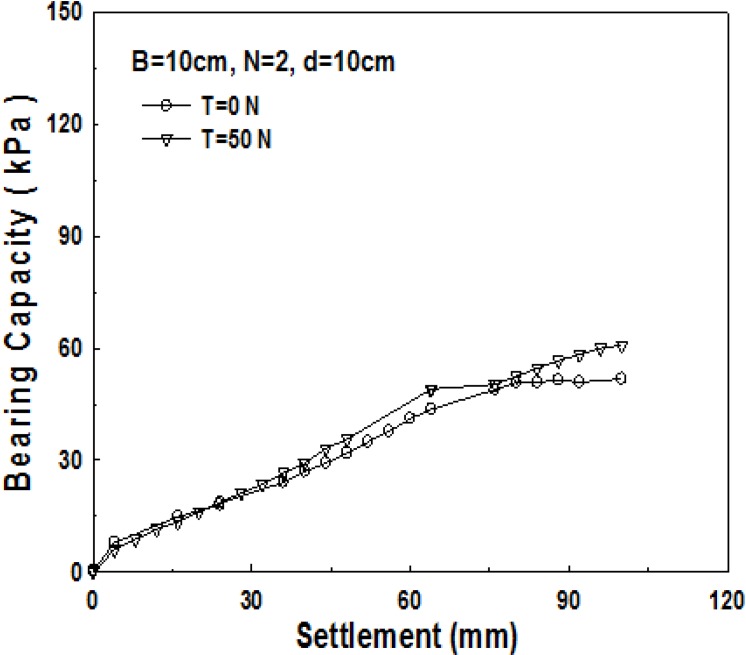 150
B=10cm, N=2, d=10cm
T=0 N
T=50 N
120
90
60
30
0
0 30 60 90 120
Bearing Capacity ( kPa )
Settlement (mm)